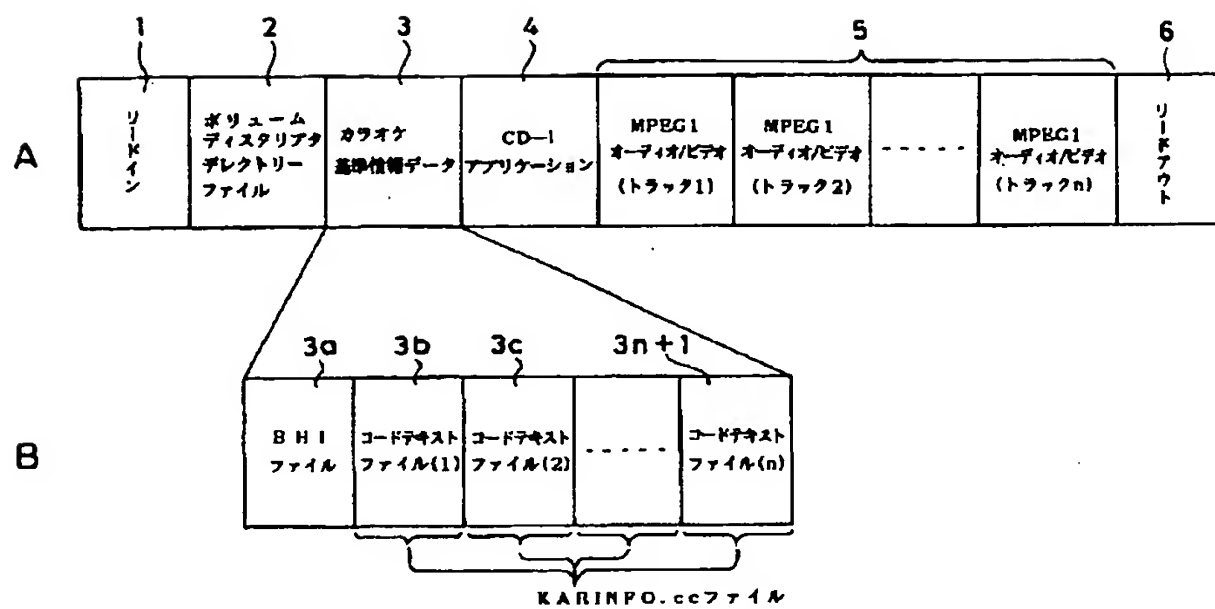 1
2
3
4
5
6
A
リードイン
ボリューム
ディスタリプタ
デレクトリー
ファイル
カラオケ
基準情報データ
CD-I
アプリケーション
MPEG1
オーディオ/ビデオ
(トラック1)
MPEG1
オーディオ/ビデオ
(トラック2)
-----
MPEG1
オーディオ/ビデオ
(トラックn)
リードアウト
3a
3b
3c
3n+1
B
BHI
ファイル
コードテキスト
ファイル(1)
コードテキスト
ファイル(2)
-----
コードテキスト
ファイル(n)
KARINFO.ccファイル